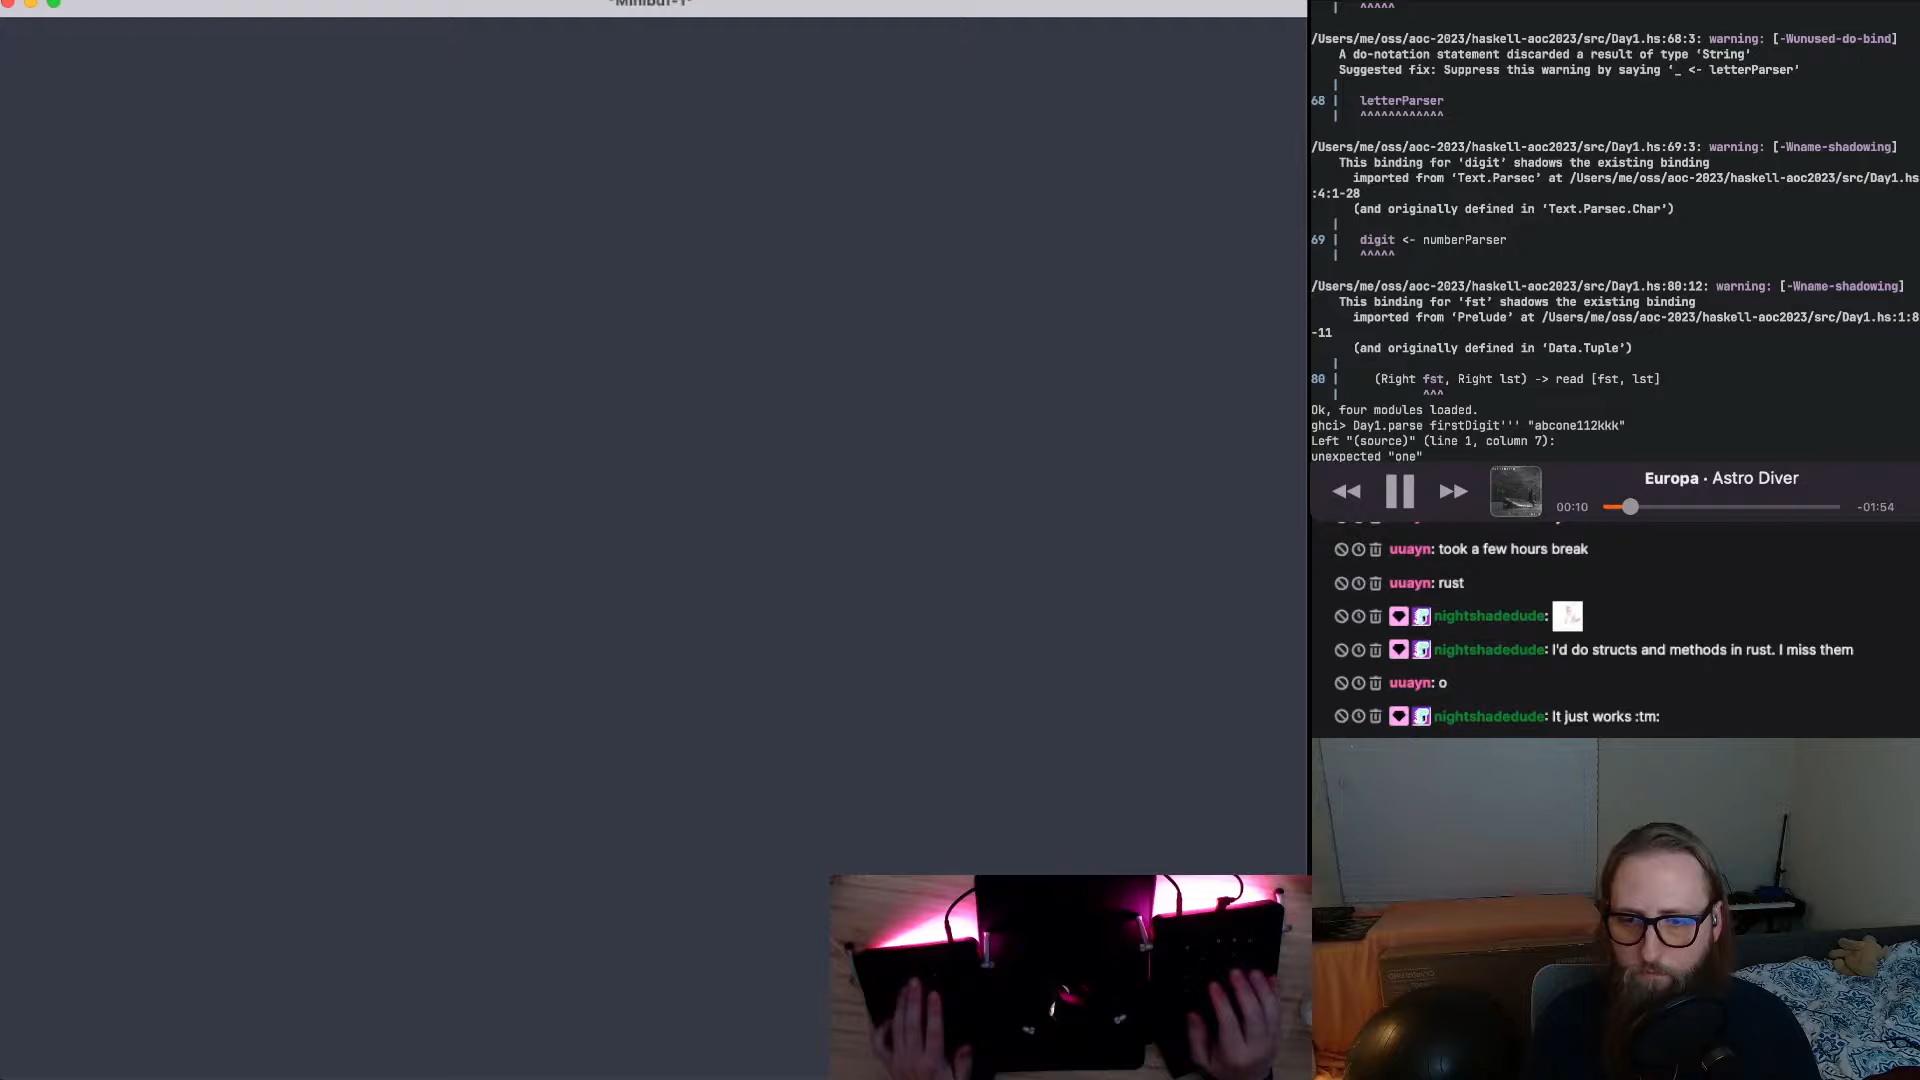 *Minibuf-1*
| ^^^^^
/Users/me/oss/aoc-2023/haskell-aoc2023/src/Day1.hs:68:3: warning: [-Wunused-do-bind]
A do-notation statement discarded a result of type ‘String’
Suggested fix: Suppress this warning by saying ‘_ <- letterParser’
|
68 | letterParser
| ^^^^^^^^^^^^
/Users/me/oss/aoc-2023/haskell-aoc2023/src/Day1.hs:69:3: warning: [-Wname-shadowing]
This binding for ‘digit’ shadows the existing binding
imported from ‘Text.Parsec’ at /Users/me/oss/aoc-2023/haskell-aoc2023/src/Day1.hs
:4:1-28
(and originally defined in ‘Text.Parsec.Char’)
|
69 | digit <- numberParser
| ^^^^^
/Users/me/oss/aoc-2023/haskell-aoc2023/src/Day1.hs:80:12: warning: [-Wname-shadowing]
This binding for ‘fst’ shadows the existing binding
imported from ‘Prelude’ at /Users/me/oss/aoc-2023/haskell-aoc2023/src/Day1.hs:1:8
-11
(and originally defined in ‘Data.Tuple’)
|
80 | (Right fst, Right lst) -> read [fst, lst]
| ^^^
Ok, four modules loaded.
ghci> Day1.parse firstDigit''' "abcone112kkk"
Left "(source)" (line 1, column 7):
unexpected "one"
Europa · Astro Diver
00:10 -01:54
uuayn: took a few hours break
uuayn: rust
nightshadedude:
nightshadedude: I'd do structs and methods in rust. I miss them
uuayn: o
nightshadedude: It just works :tm: